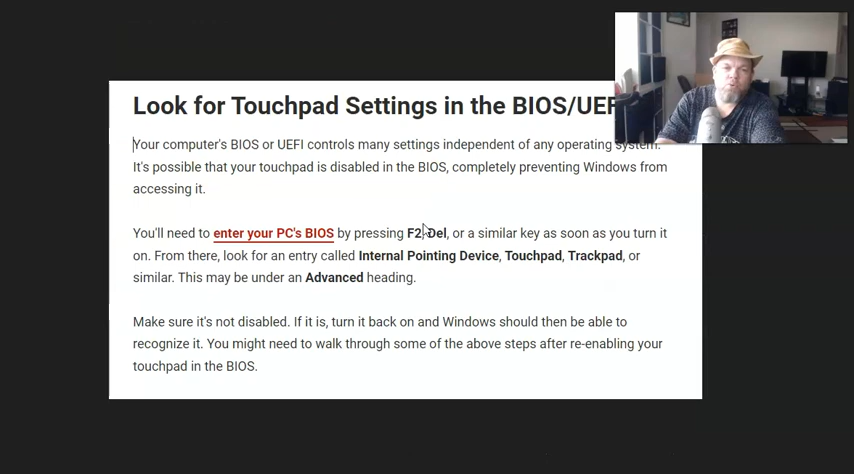 Look for Touchpad Settings in the BIOS/UEF
Your computer's BIOS or UEFI controls many settings independent of any operating system.
It's possible that your touchpad is disabled in the BIOS, completely preventing Windows from
accessing it.
You'll need to enter your PC's BIOS by pressing F2, Del, or a similar key as soon as you turn it
on. From there, look for an entry called Internal Pointing Device, Touchpad, Trackpad, or
similar. This may be under an Advanced heading.
Make sure it's not disabled. If it is, turn it back on and Windows should then be able to
recognize it. You might need to walk through some of the above steps after re-enabling your
touchpad in the BIOS.